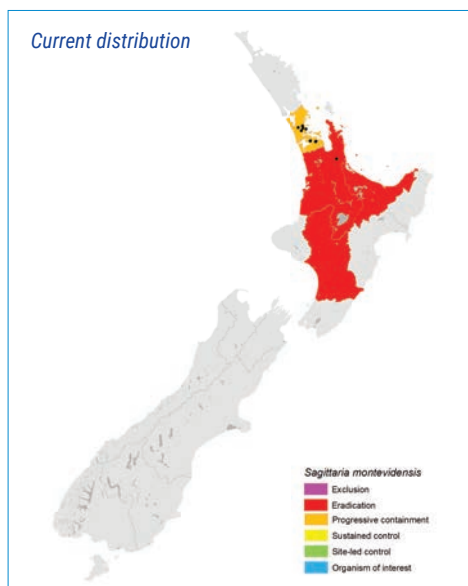 Current distribution
Sagittaria montevidensis
Exclusion
Eradication
Progressive containment
Sustained control
Site-led control
Organism of interest